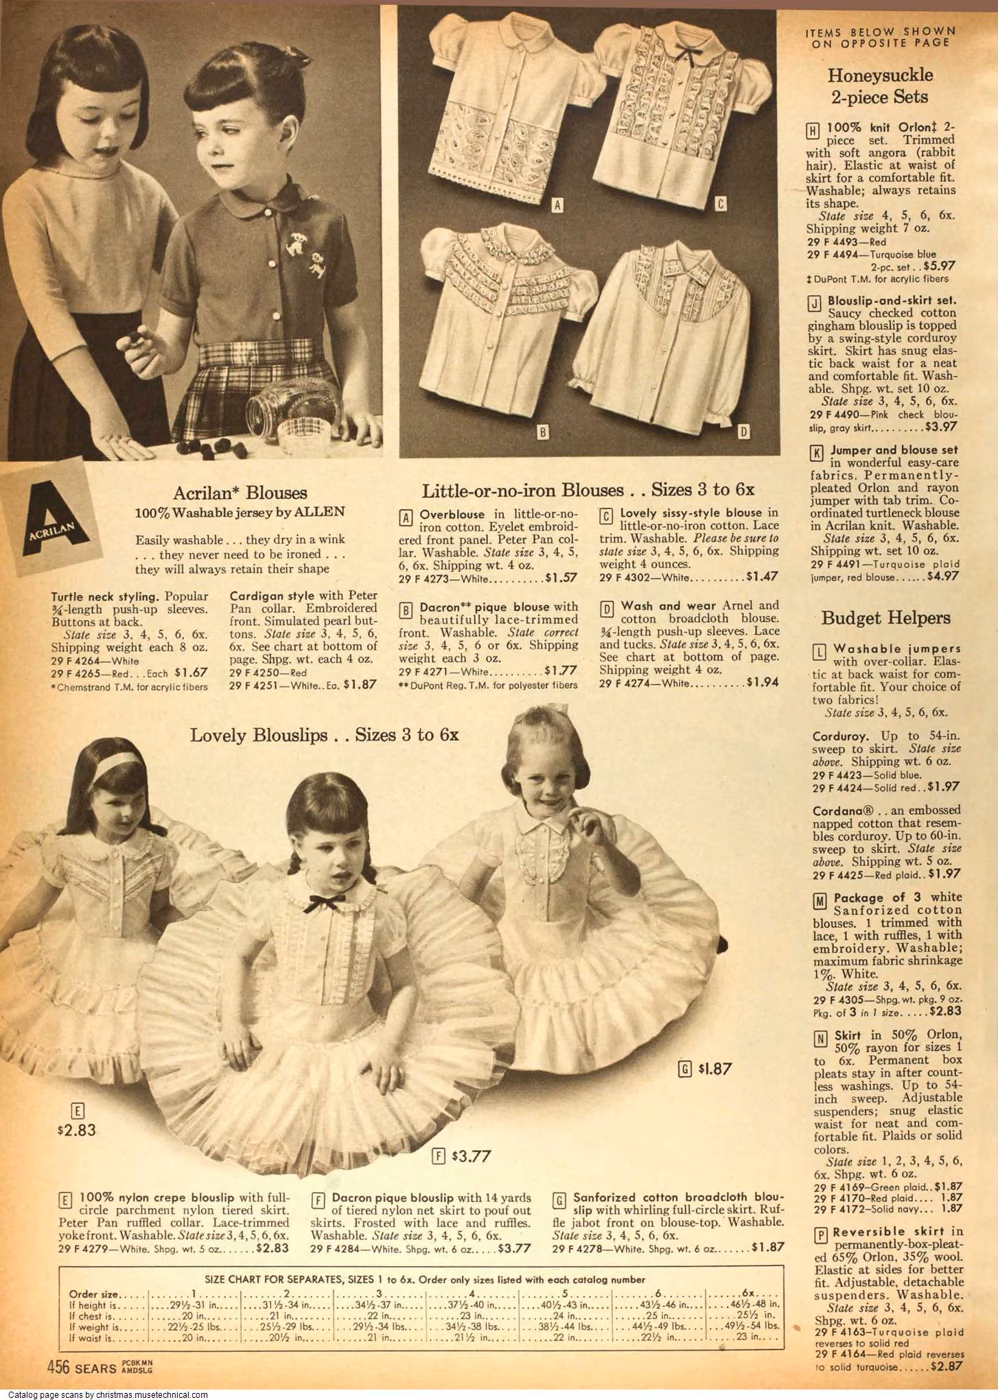 A
C
B
D
A
ACRILAN
Acrilan* Blouses
100% Washable jersey by ALLEN
Easily washable . . . they dry in a wink
. . . they never need to be ironed . . .
they will always retain their shape
Turtle neck styling. Popular
¾-length push-up sleeves.
Buttons at back.
State size 3, 4, 5, 6, 6x.
Shipping weight each 8 oz.
29 F 4264—White
29 F 4265—Red...Each $1.67
*Chemstrand T.M. for acrylic fibers
Cardigan style with Peter
Pan collar. Embroidered
front. Simulated pearl but-
tons. State size 3, 4, 5, 6,
6x. See chart at bottom of
page. Shpg. wt. each 4 oz.
29 F 4250—Red
29 F 4251—White..Ea. $1.87
Little-or-no-iron Blouses . . Sizes 3 to 6x
A Overblouse in little-or-no-
iron cotton. Eyelet embroid-
ered front panel. Peter Pan col-
lar. Washable. State size 3, 4, 5,
6, 6x. Shipping wt. 4 oz.
29 F 4273—White..........$1.57
B Dacron** pique blouse with
beautifully lace-trimmed
front. Washable. State correct
size 3, 4, 5, 6 or 6x. Shipping
weight each 3 oz.
29 F 4271—White..........$1.77
**DuPont Reg. T.M. for polyester fibers
C Lovely sissy-style blouse in
little-or-no-iron cotton. Lace
trim. Washable. Please be sure to
state size 3, 4, 5, 6, 6x. Shipping
weight 4 ounces.
29 F 4302—White..........$1.47
D Wash and wear Arnel and
cotton broadcloth blouse.
¾-length push-up sleeves. Lace
and tucks. State size 3, 4, 5, 6, 6x.
See chart at bottom of page.
Shipping weight 4 oz.
29 F 4274—White..........$1.94
Lovely Blouslips . . Sizes 3 to 6x
E
$2.83
F $3.77
G $1.87
E 100% nylon crepe blouslip with full-
circle parchment nylon tiered skirt.
Peter Pan ruffled collar. Lace-trimmed
yoke front. Washable. State size 3, 4, 5, 6, 6x.
29 F 4279—White. Shpg. wt. 5 oz......$2.83
F Dacron pique blouslip with 14 yards
of tiered nylon net skirt to pouf out
skirts. Frosted with lace and ruffles.
Washable. State size 3, 4, 5, 6, 6x.
29 F 4284—White. Shpg. wt. 6 oz.....$3.77
G Sanforized cotton broadcloth blou-
slip with whirling full-circle skirt. Ruf-
fle jabot front on blouse-top. Washable.
State size 3, 4, 5, 6, 6x.
29 F 4278—White. Shpg. wt. 6 oz......$1.87
SIZE CHART FOR SEPARATES, SIZES 1 to 6x. Order only sizes listed with each catalog number
Order size.... 1 2 3 4 5 6 6x
If height is.... 29½-31 in. 31½-34 in. 34½-37 in. 37½-40 in. 40½-43 in. 43½-46 in. 46½-48 in.
If chest is.... 20 in. 21 in. 22 in. 23 in. 24 in. 25 in. 25½ in.
If weight is.... 22½-25 lbs. 25½-29 lbs. 29½-34 lbs. 34½-38 lbs. 38½-44 lbs. 44½-49 lbs. 49½-54 lbs.
If waist is.... 20 in. 20½ in. 21 in. 21½ in. 22 in. 22½ in. 23 in.
456 SEARS PCBKMN AMDSLG
ITEMS BELOW SHOWN
ON OPPOSITE PAGE
Honeysuckle
2-piece Sets
H 100% knit Orlon‡ 2-
piece set. Trimmed
with soft angora (rabbit
hair). Elastic at waist of
skirt for a comfortable fit.
Washable; always retains
its shape.
State size 4, 5, 6, 6x.
Shipping weight 7 oz.
29 F 4493—Red
29 F 4494—Turquoise blue
2-pc. set..$5.97
‡DuPont T.M. for acrylic fibers
J Blouslip-and-skirt set.
Saucy checked cotton
gingham blouslip is topped
by a swing-style corduroy
skirt. Skirt has snug elas-
tic back waist for a neat
and comfortable fit. Wash-
able. Shpg. wt. set 10 oz.
State size 3, 4, 5, 6, 6x.
29 F 4490—Pink check blou-
slip, gray skirt.........$3.97
K Jumper and blouse set
in wonderful easy-care
fabrics. Permanently-
pleated Orlon and rayon
jumper with tab trim. Co-
ordinated turtleneck blouse
in Acrilan knit. Washable.
State size 3, 4, 5, 6, 6x.
Shipping wt. set 10 oz.
29 F 4491—Turquoise plaid
jumper, red blouse......$4.97
Budget Helpers
L Washable jumpers
with over-collar. Elas-
tic at back waist for com-
fortable fit. Your choice of
two fabrics!
State size 3, 4, 5, 6, 6x.
Corduroy. Up to 54-in.
sweep to skirt. State size
above. Shipping wt. 6 oz.
29 F 4423—Solid blue.
29 F 4424—Solid red..$1.97
Cordana® . . an embossed
napped cotton that resem-
bles corduroy. Up to 60-in.
sweep to skirt. State size
above. Shipping wt. 5 oz.
29 F 4425—Red plaid..$1.97
M Package of 3 white
Sanforized cotton
blouses. 1 trimmed with
lace, 1 with ruffles, 1 with
embroidery. Washable;
maximum fabric shrinkage
1%. White.
State size 3, 4, 5, 6, 6x.
29 F 4305—Shpg. wt. pkg. 9 oz.
Pkg. of 3 in 1 size.....$2.83
N Skirt in 50% Orlon,
50% rayon for sizes 1
to 6x. Permanent box
pleats stay in after count-
less washings. Up to 54-
inch sweep. Adjustable
suspenders; snug elastic
waist for neat and com-
fortable fit. Plaids or solid
colors.
State size 1, 2, 3, 4, 5, 6,
6x. Shpg. wt. 6 oz.
29 F 4169—Green plaid..$1.87
29 F 4170—Red plaid.... 1.87
29 F 4172—Solid navy... 1.87
P Reversible skirt in
permanently-box-pleat-
ed 65% Orlon, 35% wool.
Elastic at sides for better
fit. Adjustable, detachable
suspenders. Washable.
State size 3, 4, 5, 6, 6x.
Shpg. wt. 6 oz.
29 F 4163—Turquoise plaid
reverses to solid red
29 F 4164—Red plaid reverses
to solid turquoise......$2.87
Catalog page scans by christmas.musetechnical.com